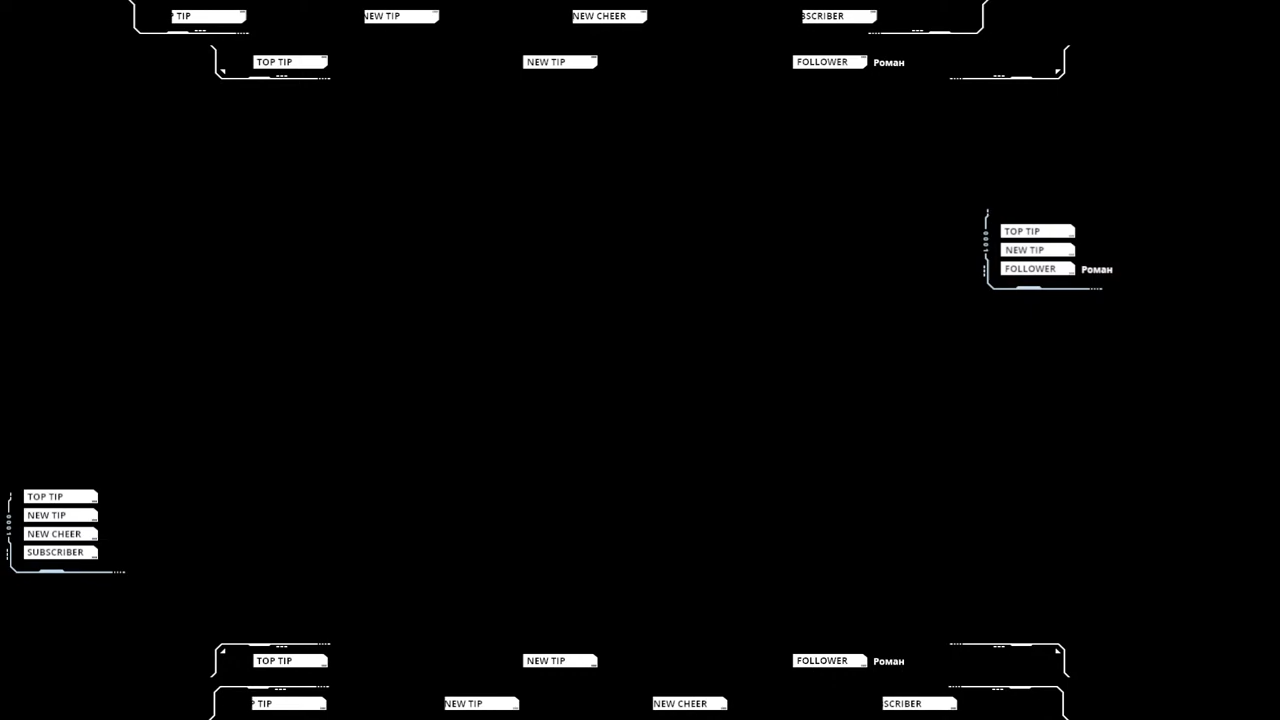 TIP NEW TIP NEW CHEER BSCRIBER
TOP TIP NEW TIP FOLLOWER Роман
TOP TIP
NEW TIP
FOLLOWER Роман
TOP TIP
NEW TIP
NEW CHEER
SUBSCRIBER
TOP TIP NEW TIP FOLLOWER Роман
P TIP NEW TIP NEW CHEER SCRIBER